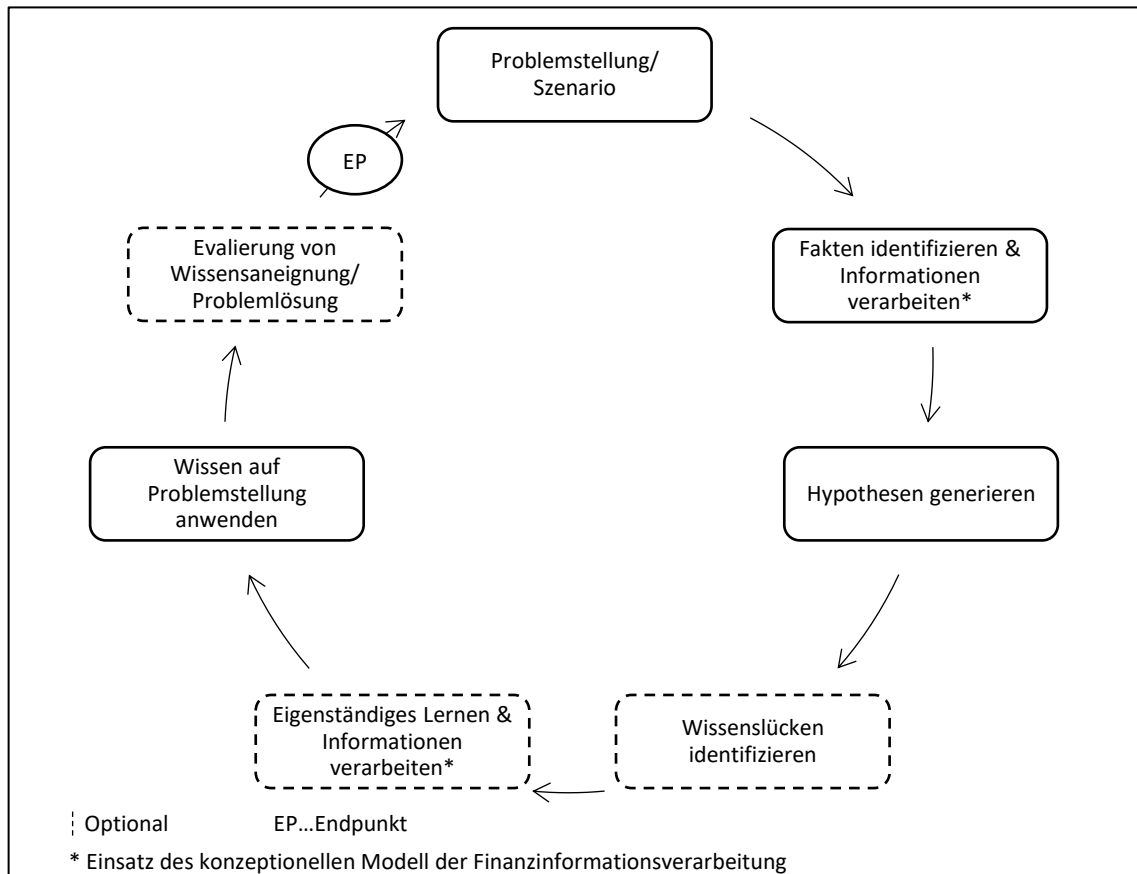 Problemstellung/
Szenario
EP
Evalierung von
Wissensaneignung/
Problemlösung
Fakten identifizieren &
Informationen
verarbeiten*
Wissen auf
Problemstellung
anwenden
Hypothesen generieren
Eigenständiges Lernen &
Informationen
verarbeiten*
Wissenslücken
identifizieren
Optional EP...Endpunkt
* Einsatz des konzeptionellen Modell der Finanzinformationsverarbeitung